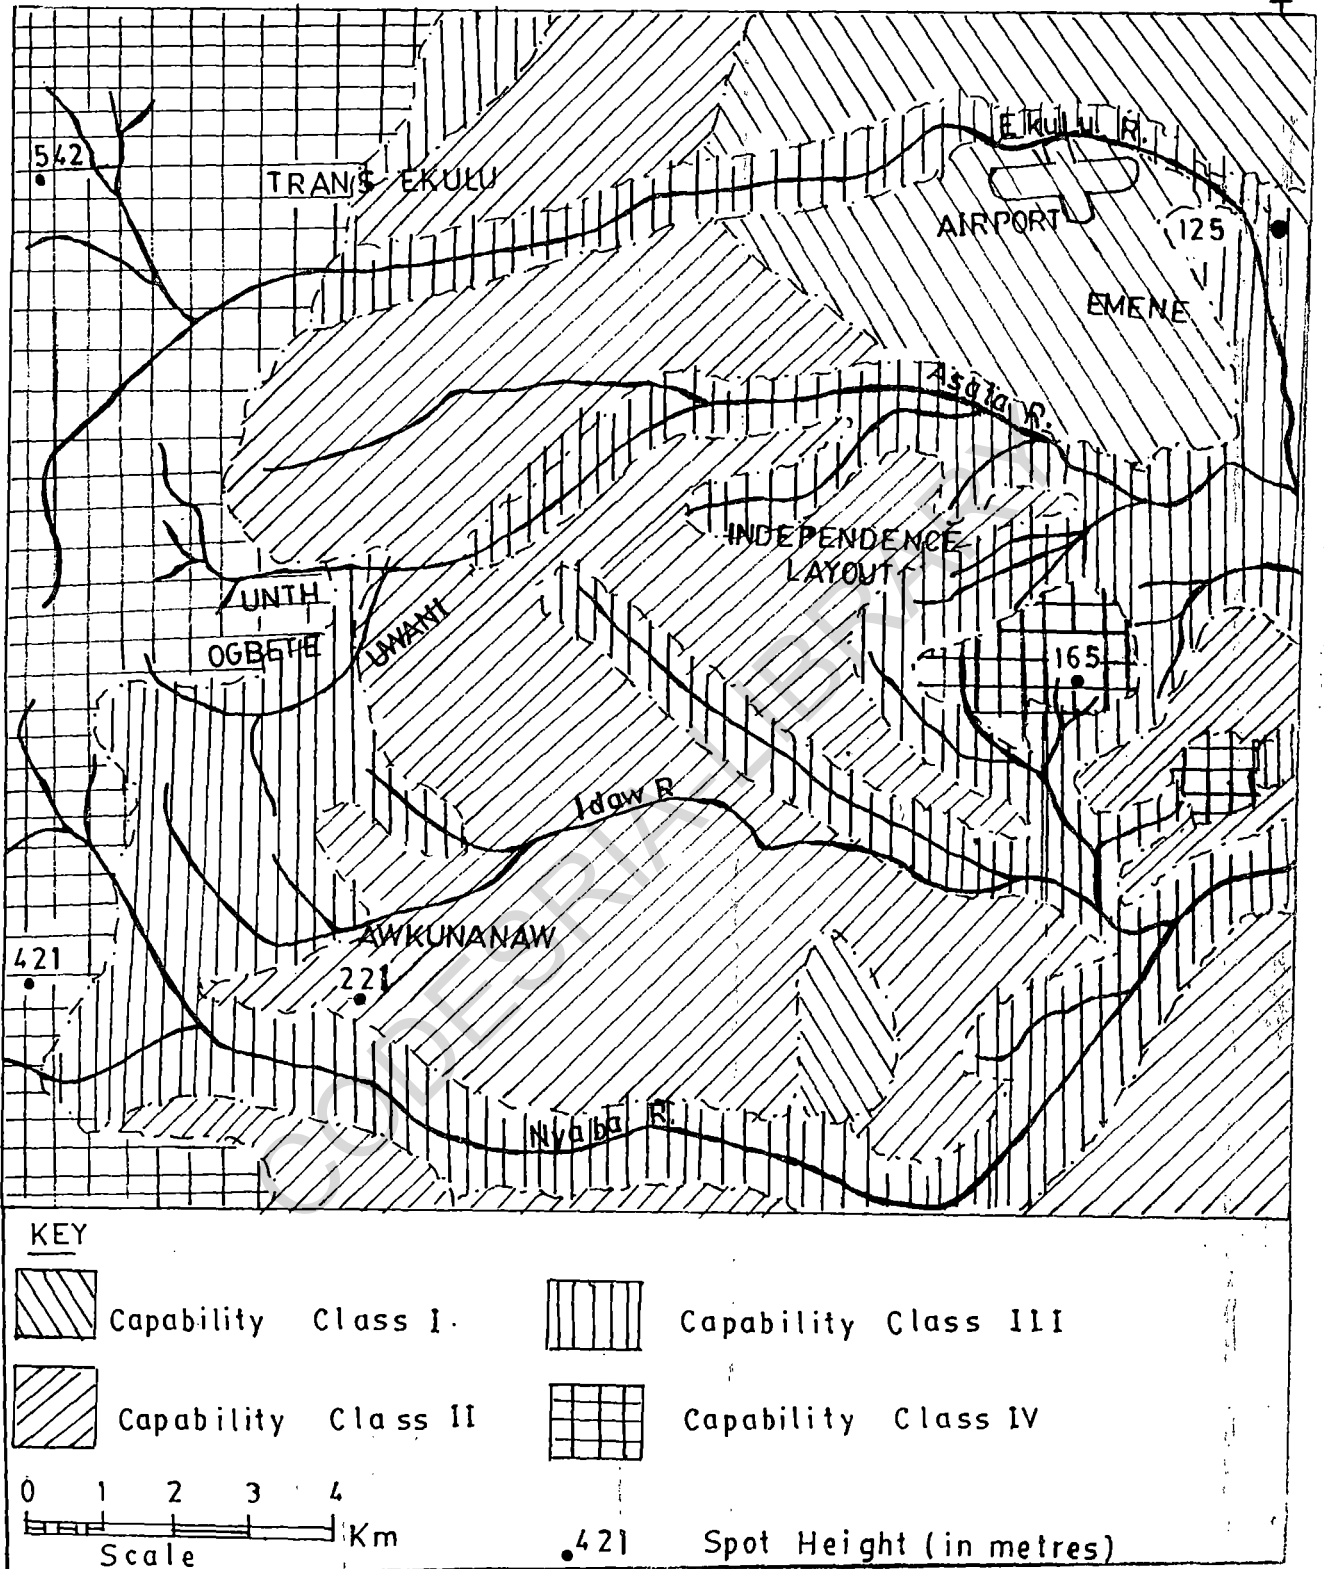 Ekulu R.
542
TRANS EKULU
AIRPORT
125
EMENE
Asata R.
INDEPENDENCE
LAYOUT
UNTH
OGBETE
UWANI
165
Idaw R
AWKUNANAW
421
221
Nyaba R.
CODESRIA-LIBRARY
KEY
Capability Class I.
Capability Class III
Capability Class II
Capability Class IV
0 1 2 3 4
Km
Scale
421 Spot Height (in metres)